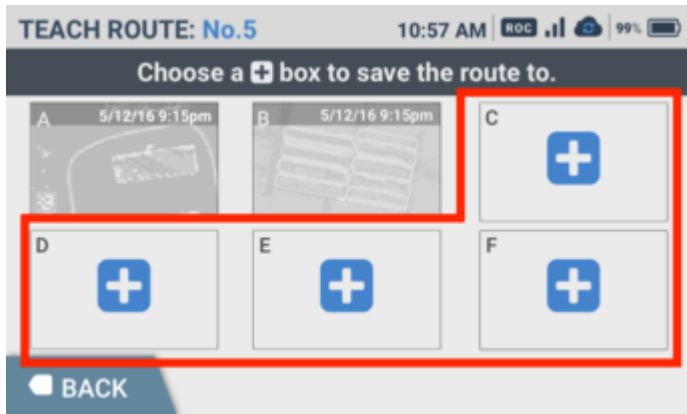 TEACH ROUTE: No.5 10:57 AM ROC 99%
Choose a + box to save the route to.
A 5/12/16 9:15pm B 5/12/16 9:15pm C
D E F
BACK